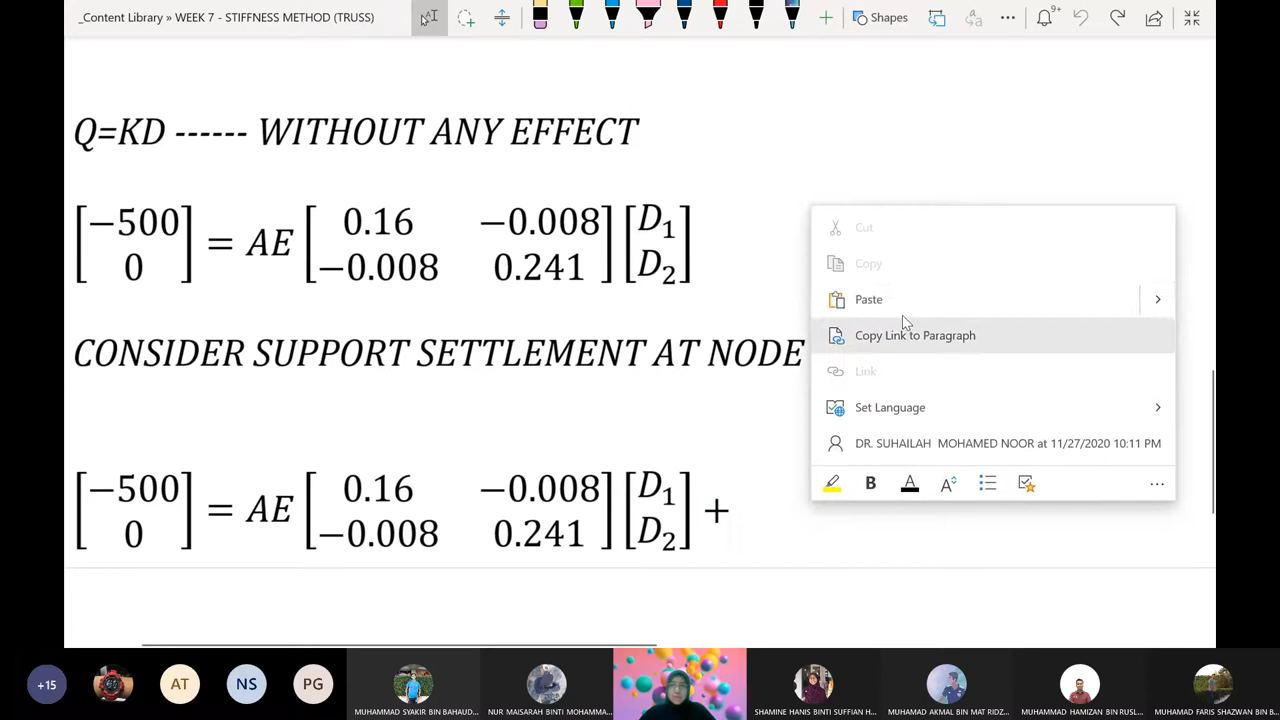 _Content Library » WEEK 7 - STIFFNESS METHOD (TRUSS)
Shapes
9+
Q=KD ------ WITHOUT ANY EFFECT
[−500 0] = AE [0.16 −0.008 −0.008 0.241] [D₁ D₂]
CONSIDER SUPPORT SETTLEMENT AT NODE
[−500 0] = AE [0.16 −0.008 −0.008 0.241] [D₁ D₂] +
Cut
Copy
Paste
Copy Link to Paragraph
Link
Set Language
DR. SUHAILAH MOHAMED NOOR at 11/27/2020 10:11 PM
B
A
A
+15
AT
NS
PG
MUHAMMAD SYAKIR BIN BAHAUD...
NUR MAISARAH BINTI MOHAMMA...
SHAMINE HANIS BINTI SUFFIAN H...
MUHAMAD AKMAL BIN MAT RIDZ...
MUHAMAD HAMIZAN BIN RUSL...
MUHAMAD FARIS SHAZWAN BIN B...